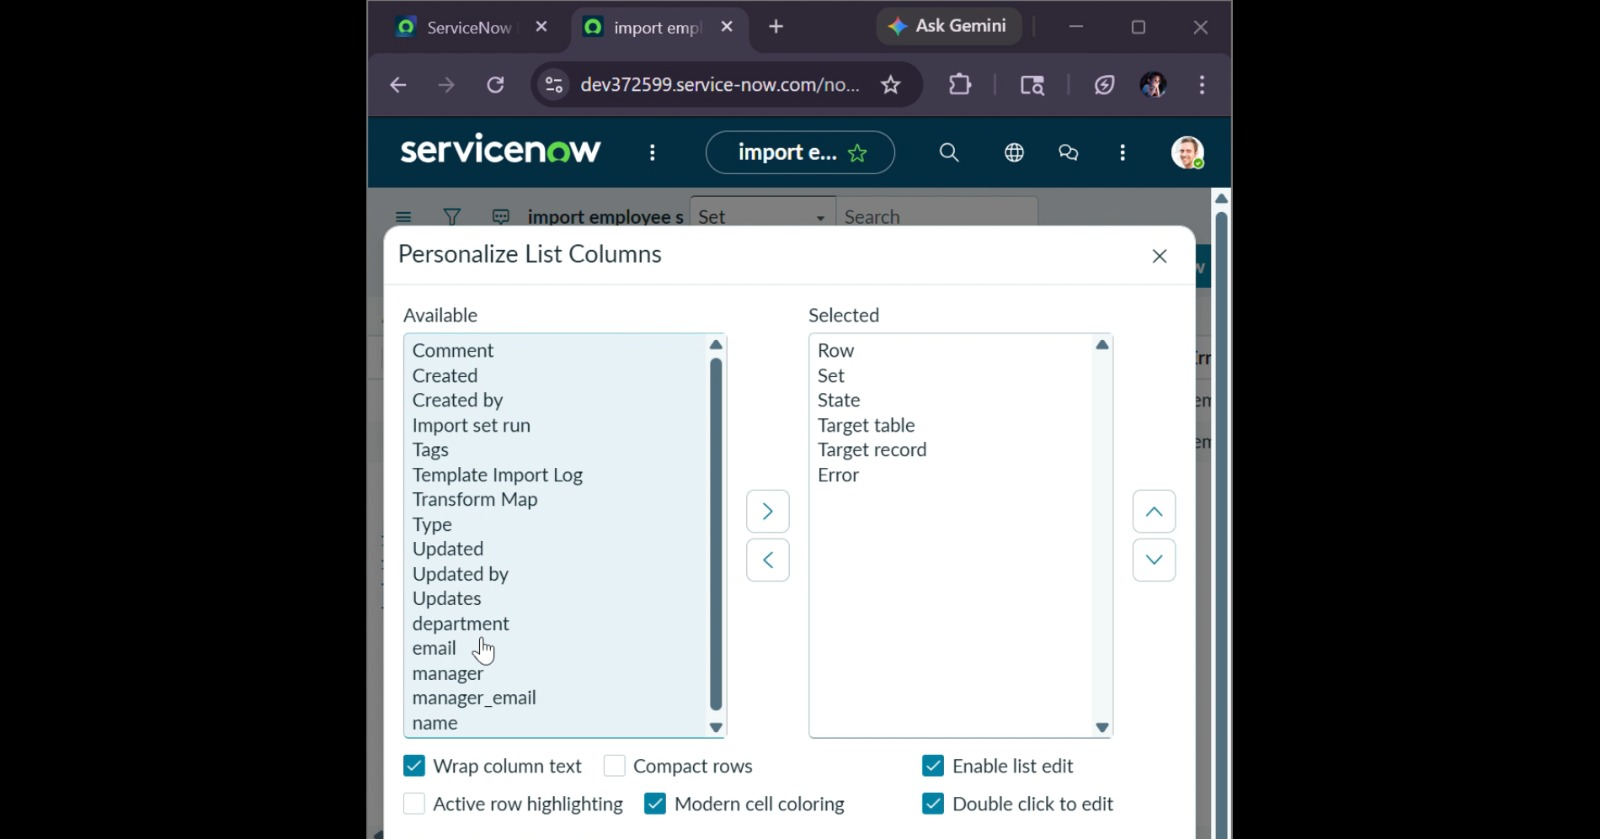 ServiceNow
import emp
Ask Gemini
dev372599.service-now.com/no...
servicenow
import e...
import employee s
Set
Search
Personalize List Columns
Available
Comment
Created
Created by
Import set run
Tags
Template Import Log
Transform Map
Type
Updated
Updated by
Updates
department
email
manager
manager_email
name
Selected
Row
Set
State
Target table
Target record
Error
Wrap column text
Compact rows
Enable list edit
Active row highlighting
Modern cell coloring
Double click to edit